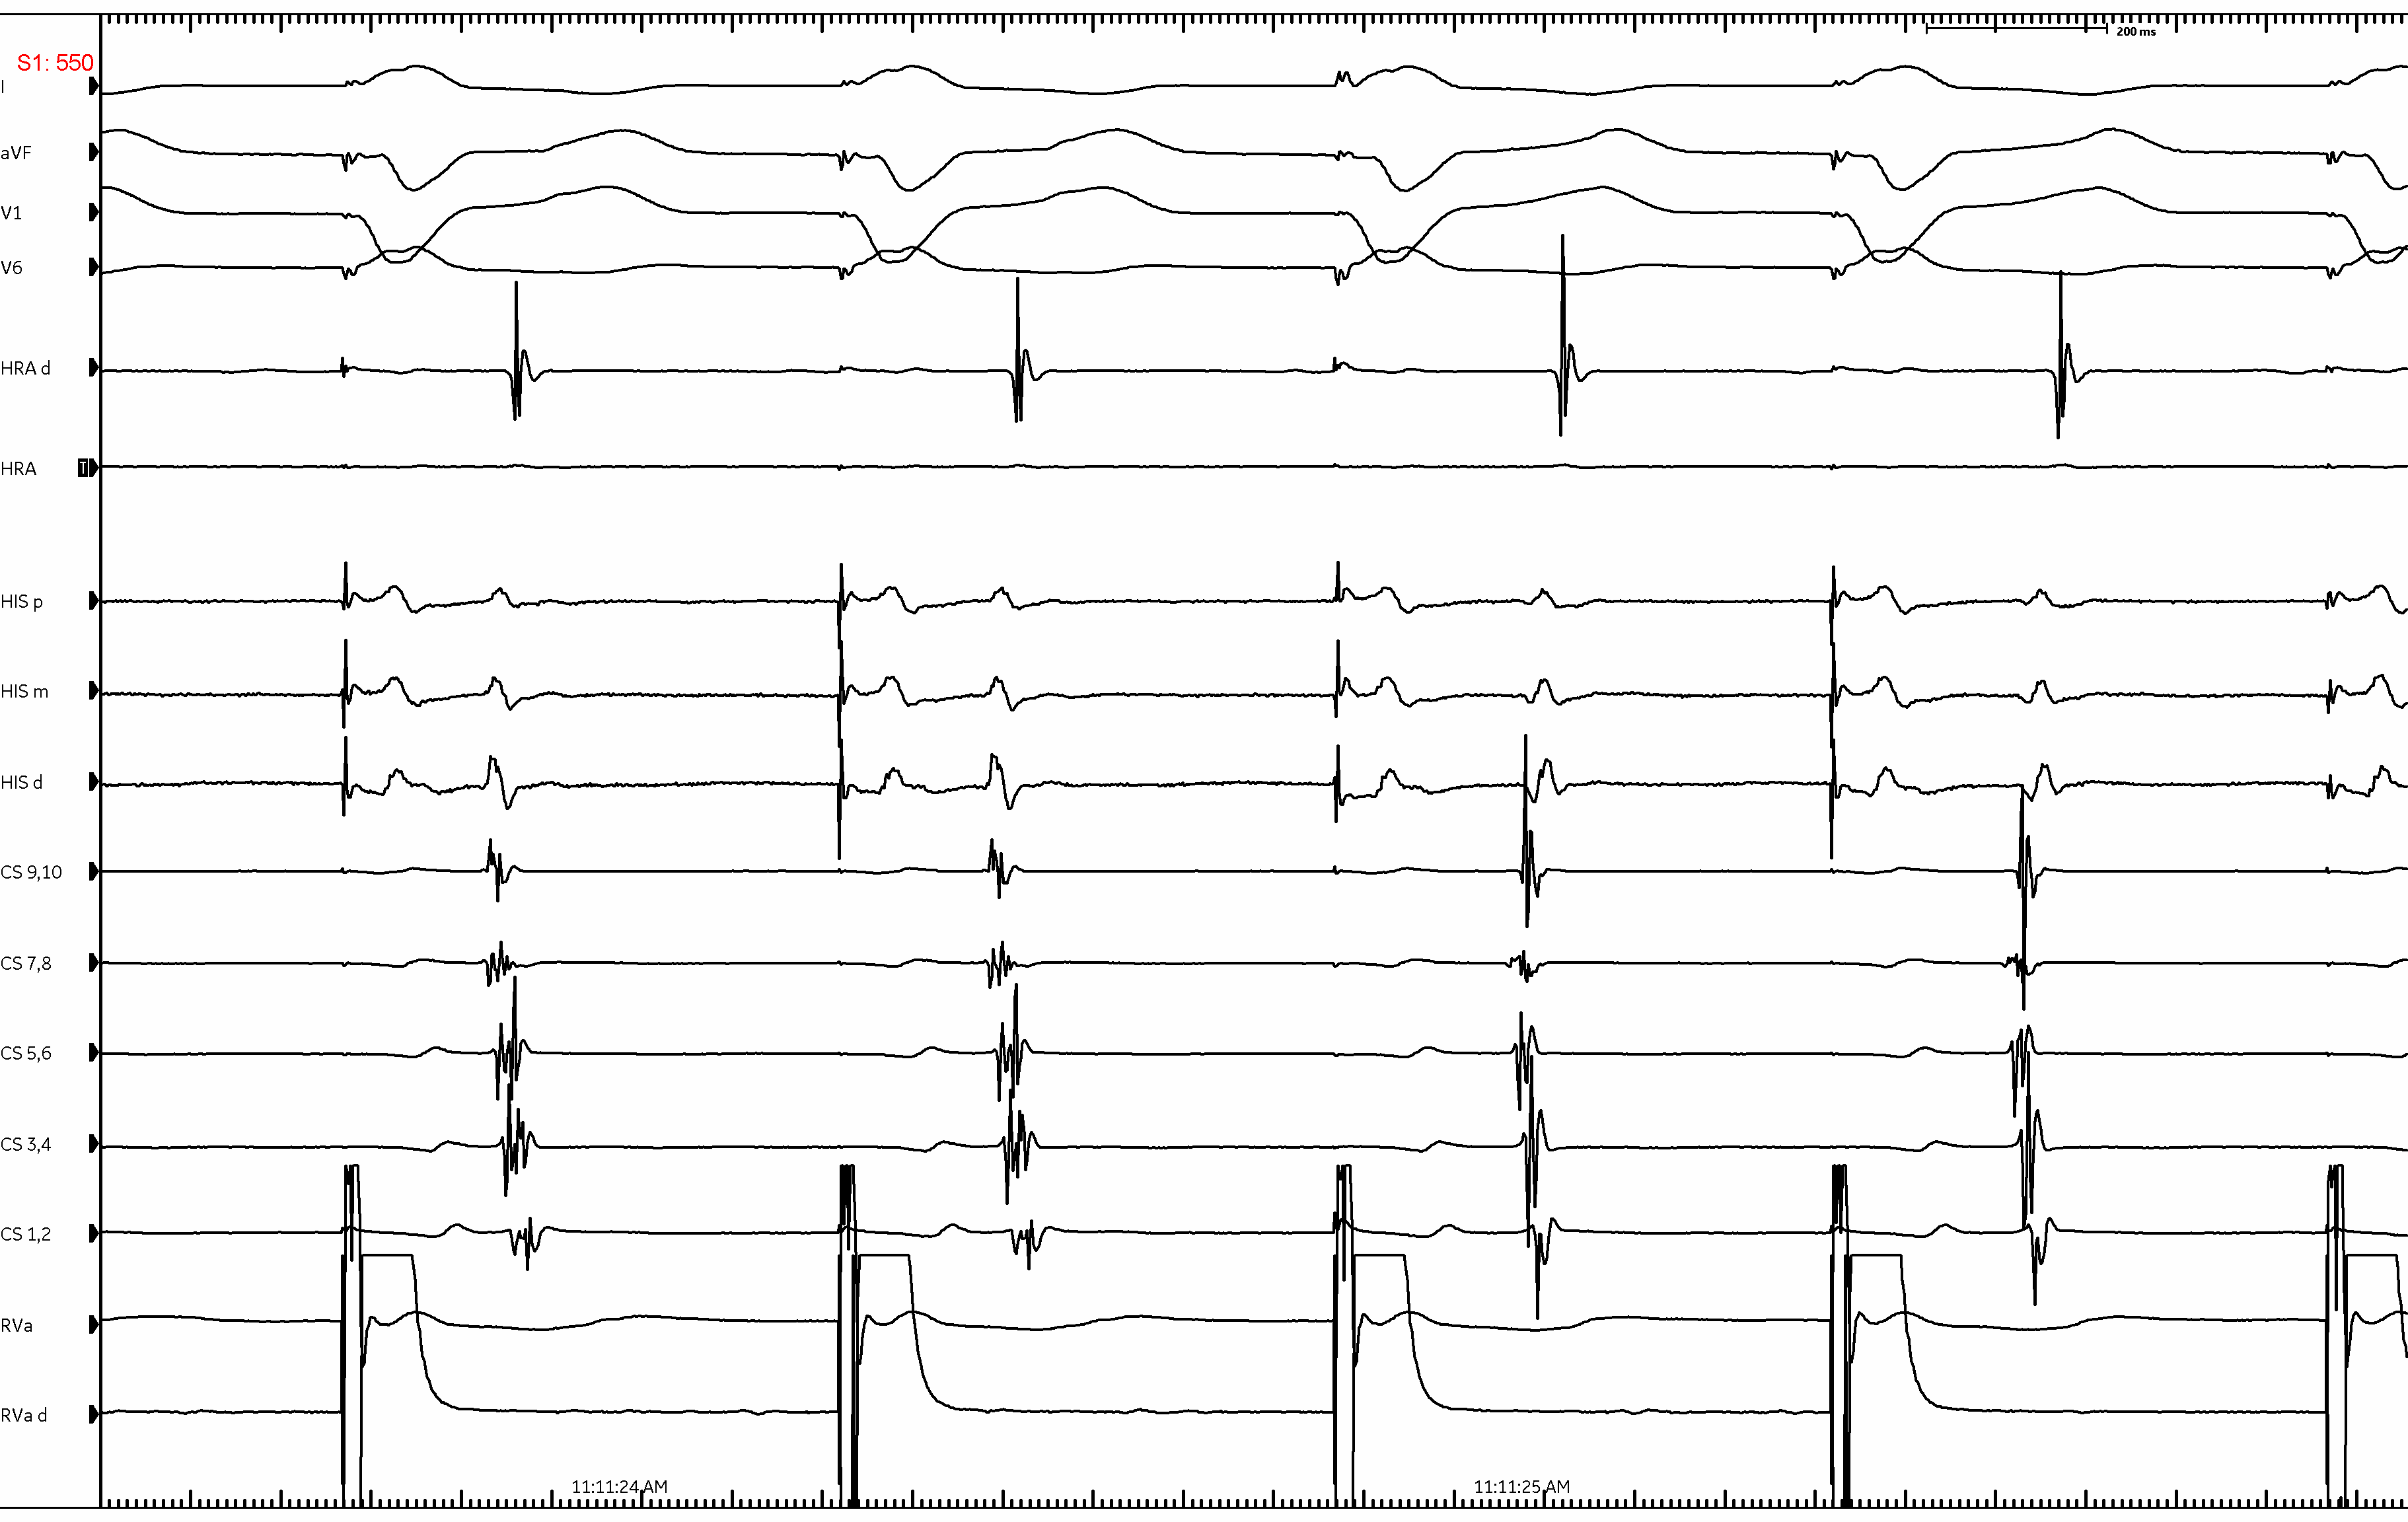 200 ms
S1: 550
I
aVF
V1
V6
HRA d
HRA T
HIS p
HIS m
HIS d
CS 9,10
CS 7,8
CS 5,6
CS 3,4
CS 1,2
RVa
RVa d
11:11:24 AM 11:11:25 AM